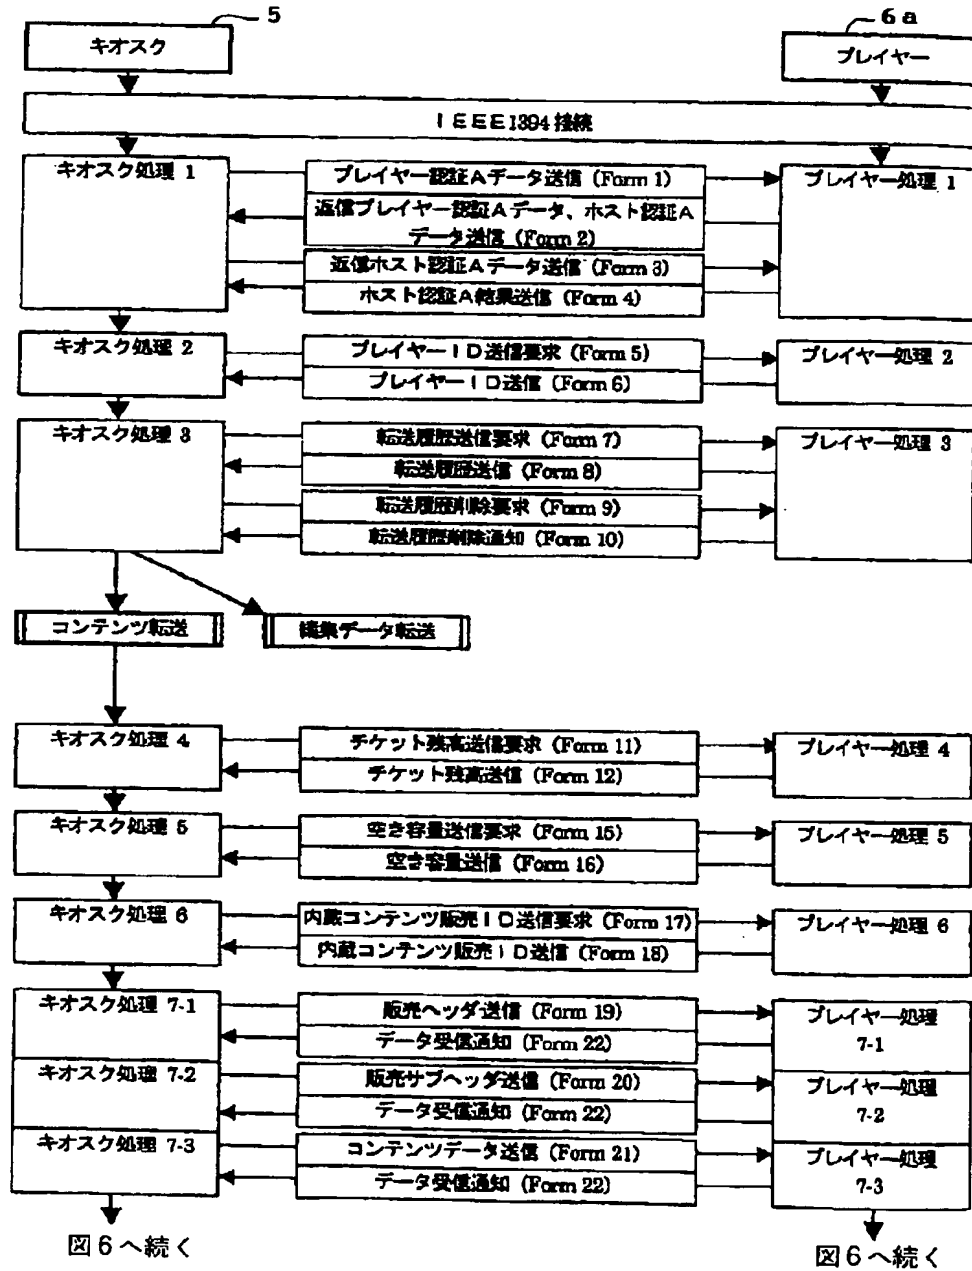 5
6a
キオスク
プレイヤー
IEEE1394接続
キオスク処理 1
プレイヤー認証Aデータ送信 (Form 1)
プレイヤー処理 1
返信プレイヤー認証Aデータ、ホスト認証A
データ送信 (Form 2)
返信ホスト認証Aデータ送信 (Form 3)
ホスト認証A結果送信 (Form 4)
キオスク処理 2
プレイヤーID送信要求 (Form 5)
プレイヤー処理 2
プレイヤーID送信 (Form 6)
キオスク処理 3
転送履歴送信要求 (Form 7)
プレイヤー処理 3
転送履歴送信 (Form 8)
転送履歴削除要求 (Form 9)
転送履歴削除通知 (Form 10)
コンテンツ転送
編集データ転送
キオスク処理 4
チケット残高送信要求 (Form 11)
プレイヤー処理 4
チケット残高送信 (Form 12)
キオスク処理 5
空き容量送信要求 (Form 15)
プレイヤー処理 5
空き容量送信 (Form 16)
キオスク処理 6
内蔵コンテンツ販売ID送信要求 (Form 17)
プレイヤー処理 6
内蔵コンテンツ販売ID送信 (Form 18)
キオスク処理 7-1
販売ヘッダ送信 (Form 19)
プレイヤー処理
7-1
データ受信通知 (Form 22)
キオスク処理 7-2
販売サブヘッダ送信 (Form 20)
プレイヤー処理
7-2
データ受信通知 (Form 22)
キオスク処理 7-3
コンテンツデータ送信 (Form 21)
プレイヤー処理
7-3
データ受信通知 (Form 22)
図6へ続く
図6へ続く